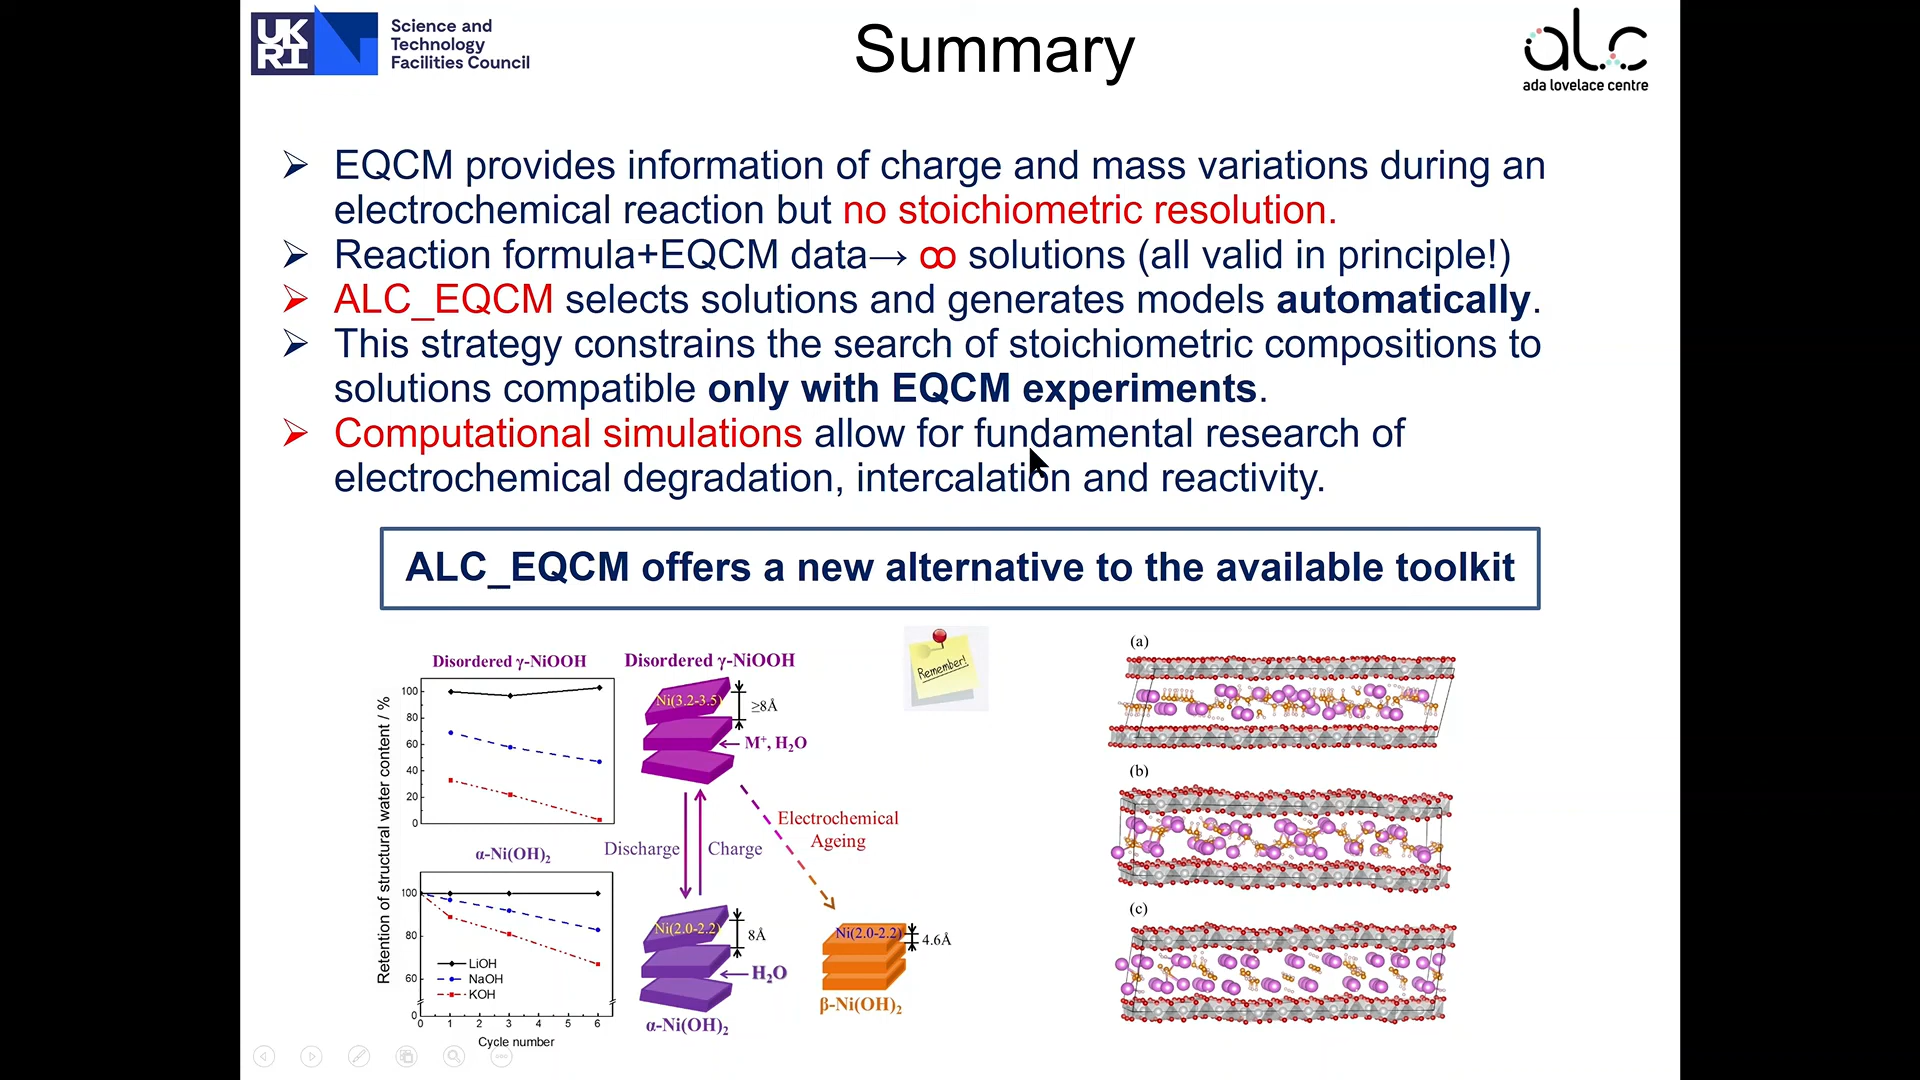 UK
RI
Science and
Technology
Facilities Council
Summary
alc
ada lovelace centre
EQCM provides information of charge and mass variations during an
electrochemical reaction but no stoichiometric resolution.
Reaction formula+EQCM data→ ∞ solutions (all valid in principle!)
ALC_EQCM selects solutions and generates models automatically.
This strategy constrains the search of stoichiometric compositions to
solutions compatible only with EQCM experiments.
Computational simulations allow for fundamental research of
electrochemical degradation, intercalation and reactivity.
ALC_EQCM offers a new alternative to the available toolkit
Retention of structural water content / %
Disordered γ-NiOOH
100
80
60
40
20
0
α-Ni(OH)₂
100
80
60
0
LiOH
NaOH
KOH
0 1 2 3 4 5 6
Cycle number
Disordered γ-NiOOH
Ni(3.2-3.5)
≥8Å
M⁺, H₂O
Discharge
Charge
Electrochemical
Ageing
Ni(2.0-2.2)
8Å
H₂O
α-Ni(OH)₂
Ni(2.0-2.2)
4.6Å
β-Ni(OH)₂
Remember!
(a)
(b)
(c)